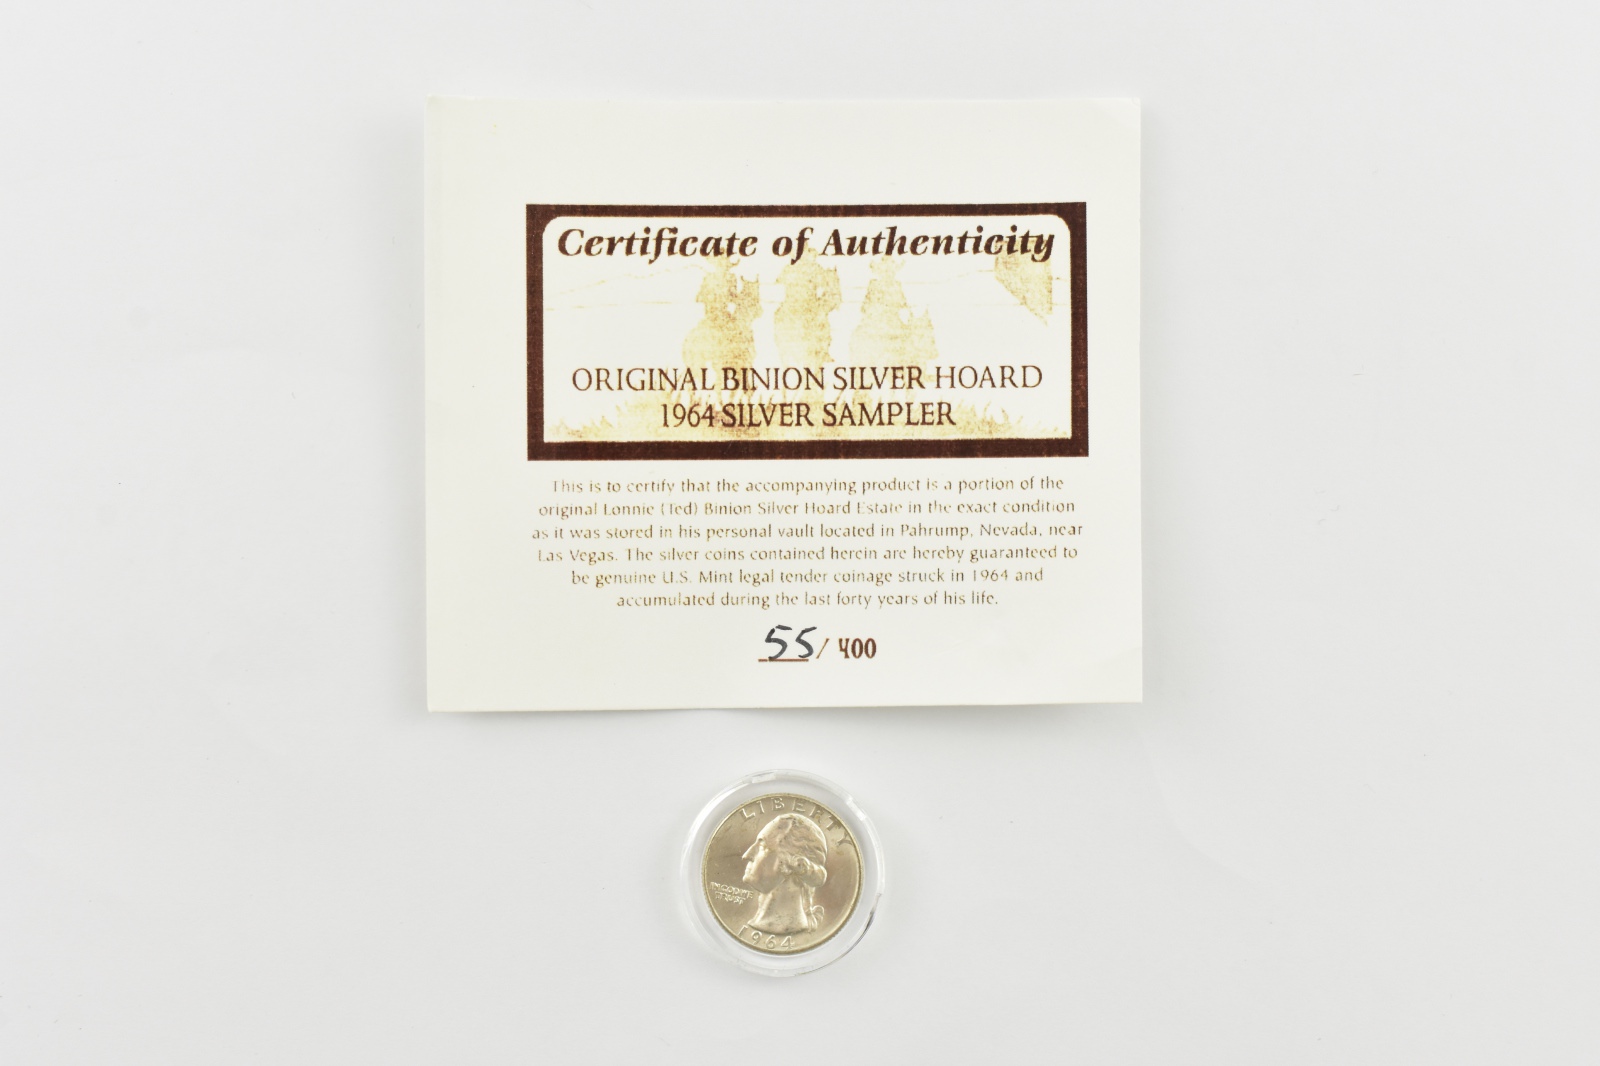 Certificate of Authenticity
ORIGINAL BINION SILVER HOARD
1964 SILVER SAMPLER
This is to certify that the accompanying product is a portion of the
original Lonnie (Ted) Binion Silver Hoard Estate in the exact condition
as it was stored in his personal vault located in Pahrump, Nevada, near
Las Vegas. The silver coins contained herein are hereby guaranteed to
be genuine U.S. Mint legal tender coinage struck in 1964 and
accumulated during the last forty years of his life.
55/400
LIBERTY
IN GOD WE
TRUST
1964